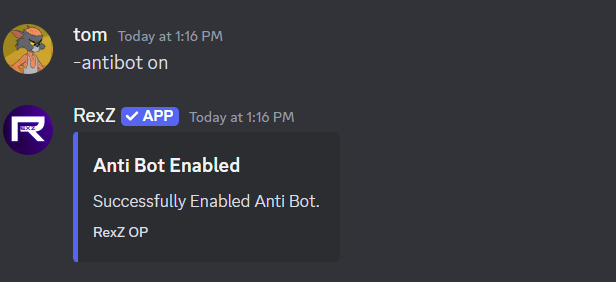 tom Today at 1:16 PM
-antibot on
RexZ ✓ APP Today at 1:16 PM
REXZ
Anti Bot Enabled
Successfully Enabled Anti Bot.
RexZ OP